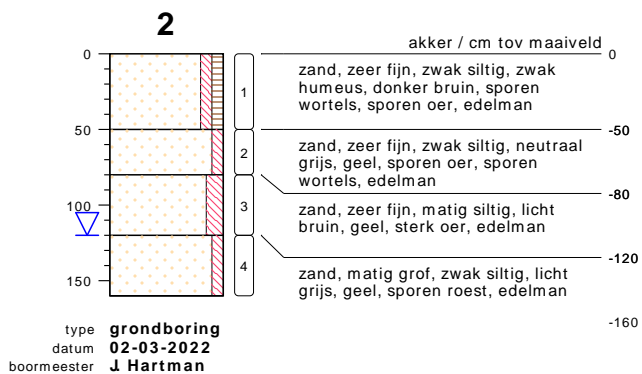 2
akker / cm tov maaiveld
0
0
zand, zeer fijn, zwak siltig, zwak
humeus, donker bruin, sporen
wortels, sporen oer, edelman
1
50
-50
zand, zeer fijn, zwak siltig, neutraal
grijs, geel, sporen oer, sporen
wortels, edelman
2
-80
100
3
zand, zeer fijn, matig siltig, licht
bruin, geel, sterk oer, edelman
-120
4
150
zand, matig grof, zwak siltig, licht
grijs, geel, sporen roest, edelman
-160
type grondboring
datum 02-03-2022
boormeester J. Hartman